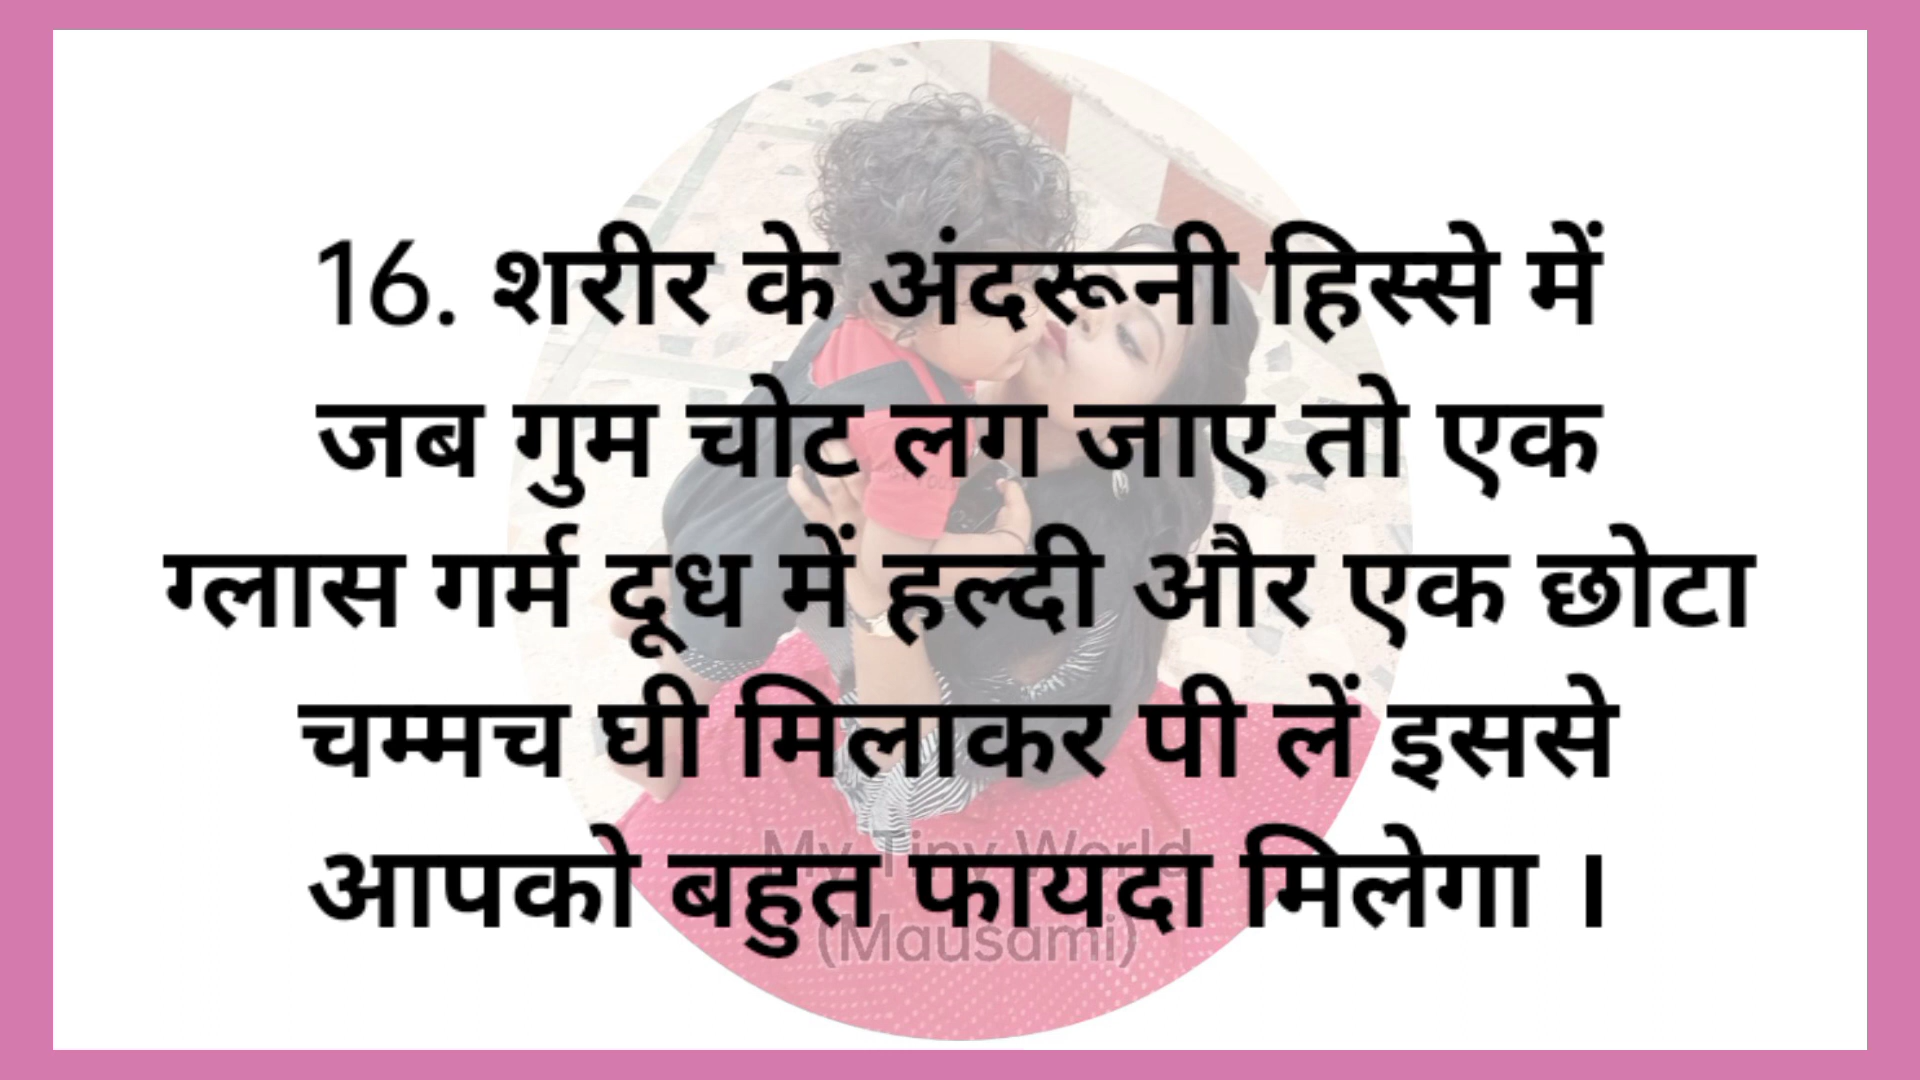 16. शरीर के अंदरूनी हिस्से में
जब गुम चोट लग जाए तो एक
ग्लास गर्म दूध में हल्दी और एक छोटा
चम्मच घी मिलाकर पी लें इससे
आपको बहुत फायदा मिलेगा ।
My Tiny World
(Mausami)